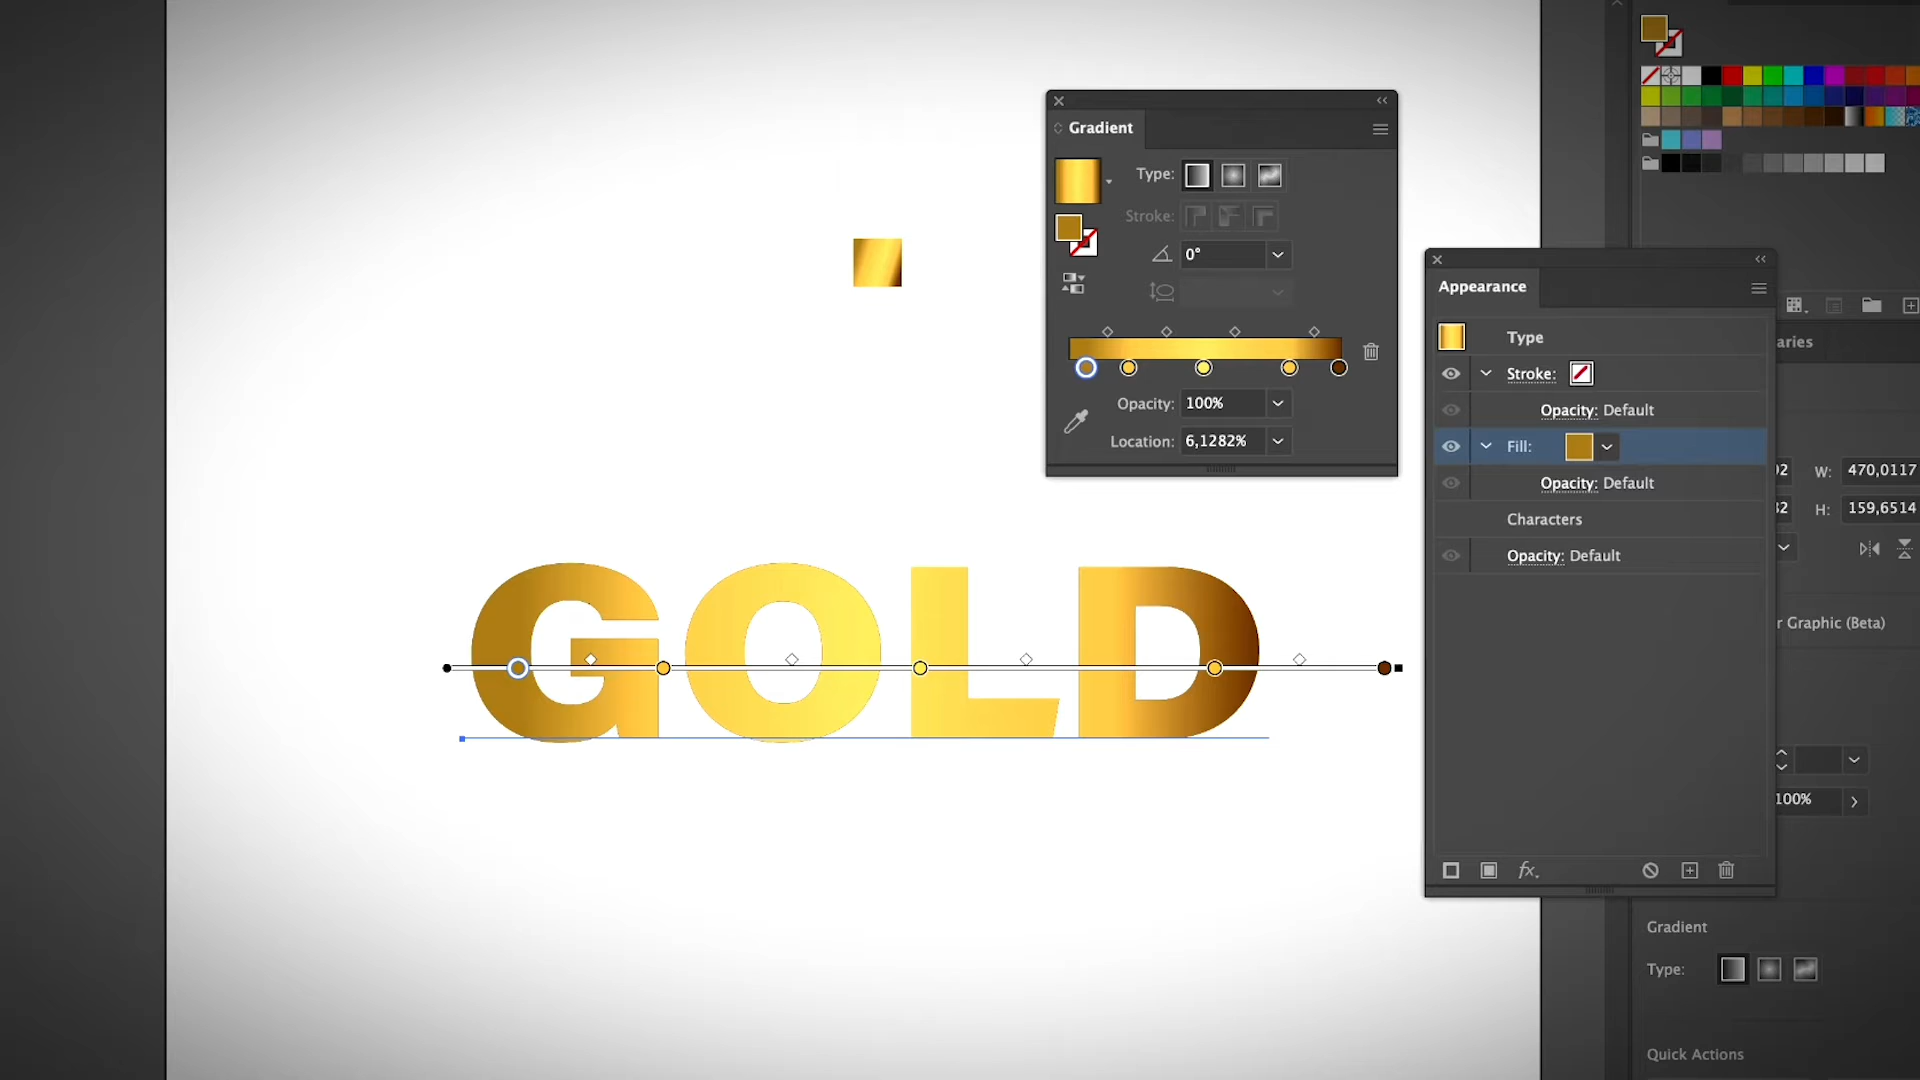 Gradient
Type:
Stroke:
0°
Opacity: 100%
Location: 6,1282%
Appearance
Type
Stroke:
Opacity: Default
Fill:
Opacity: Default
Characters
Opacity: Default
fx.
GOLD
aries
W: 470,0117
H: 159,6514
r Graphic (Beta)
100%
Gradient
Type:
Quick Actions